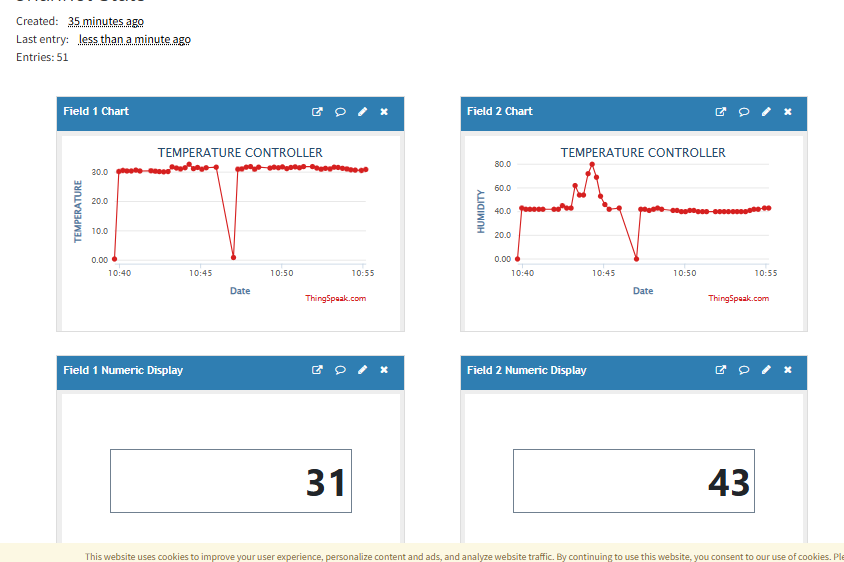 Channel Stats
Created: 35 minutes ago
Last entry: less than a minute ago
Entries: 51
Field 1 Chart
Field 2 Chart
TEMPERATURE CONTROLLER
TEMPERATURE
30.0
20.0
10.0
0.00
10:40 10:45 10:50 10:55
Date
ThingSpeak.com
TEMPERATURE CONTROLLER
HUMIDITY
80.0
60.0
40.0
20.0
0.00
10:40 10:45 10:50 10:55
Date
ThingSpeak.com
Field 1 Numeric Display
Field 2 Numeric Display
31
43
This website uses cookies to improve your user experience, personalize content and ads, and analyze website traffic. By continuing to use this website, you consent to our use of cookies. Ple